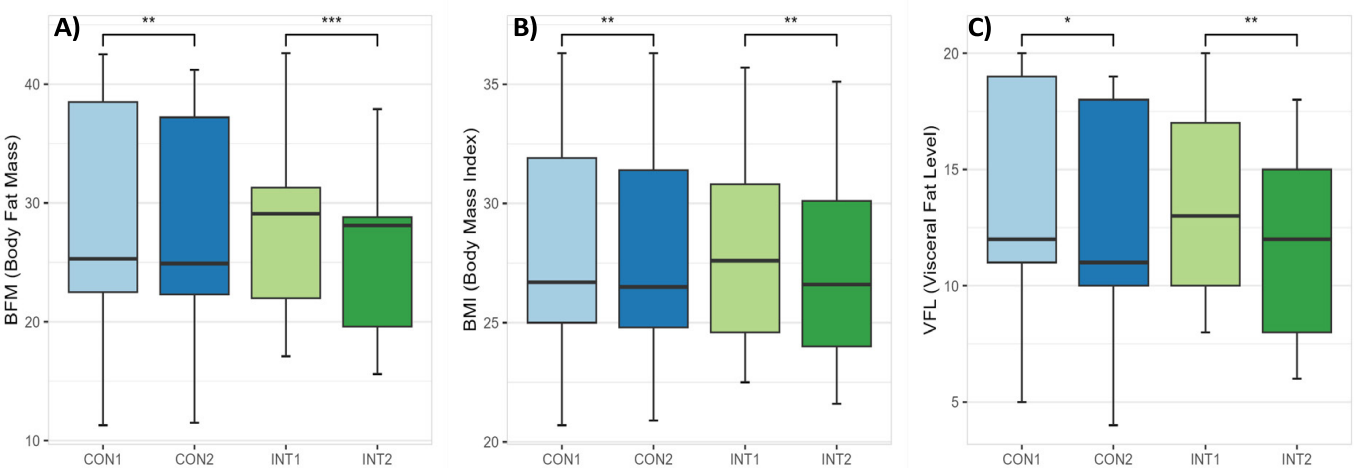 A)
**
***
BFM (Body Fat Mass)
40
30
20
10
CON1 CON2 INT1 INT2
B)
**
**
BMI (Body Mass Index)
35
30
25
20
CON1 CON2 INT1 INT2
C)
*
**
VFL (Visceral Fat Level)
20
15
10
5
CON1 CON2 INT1 INT2